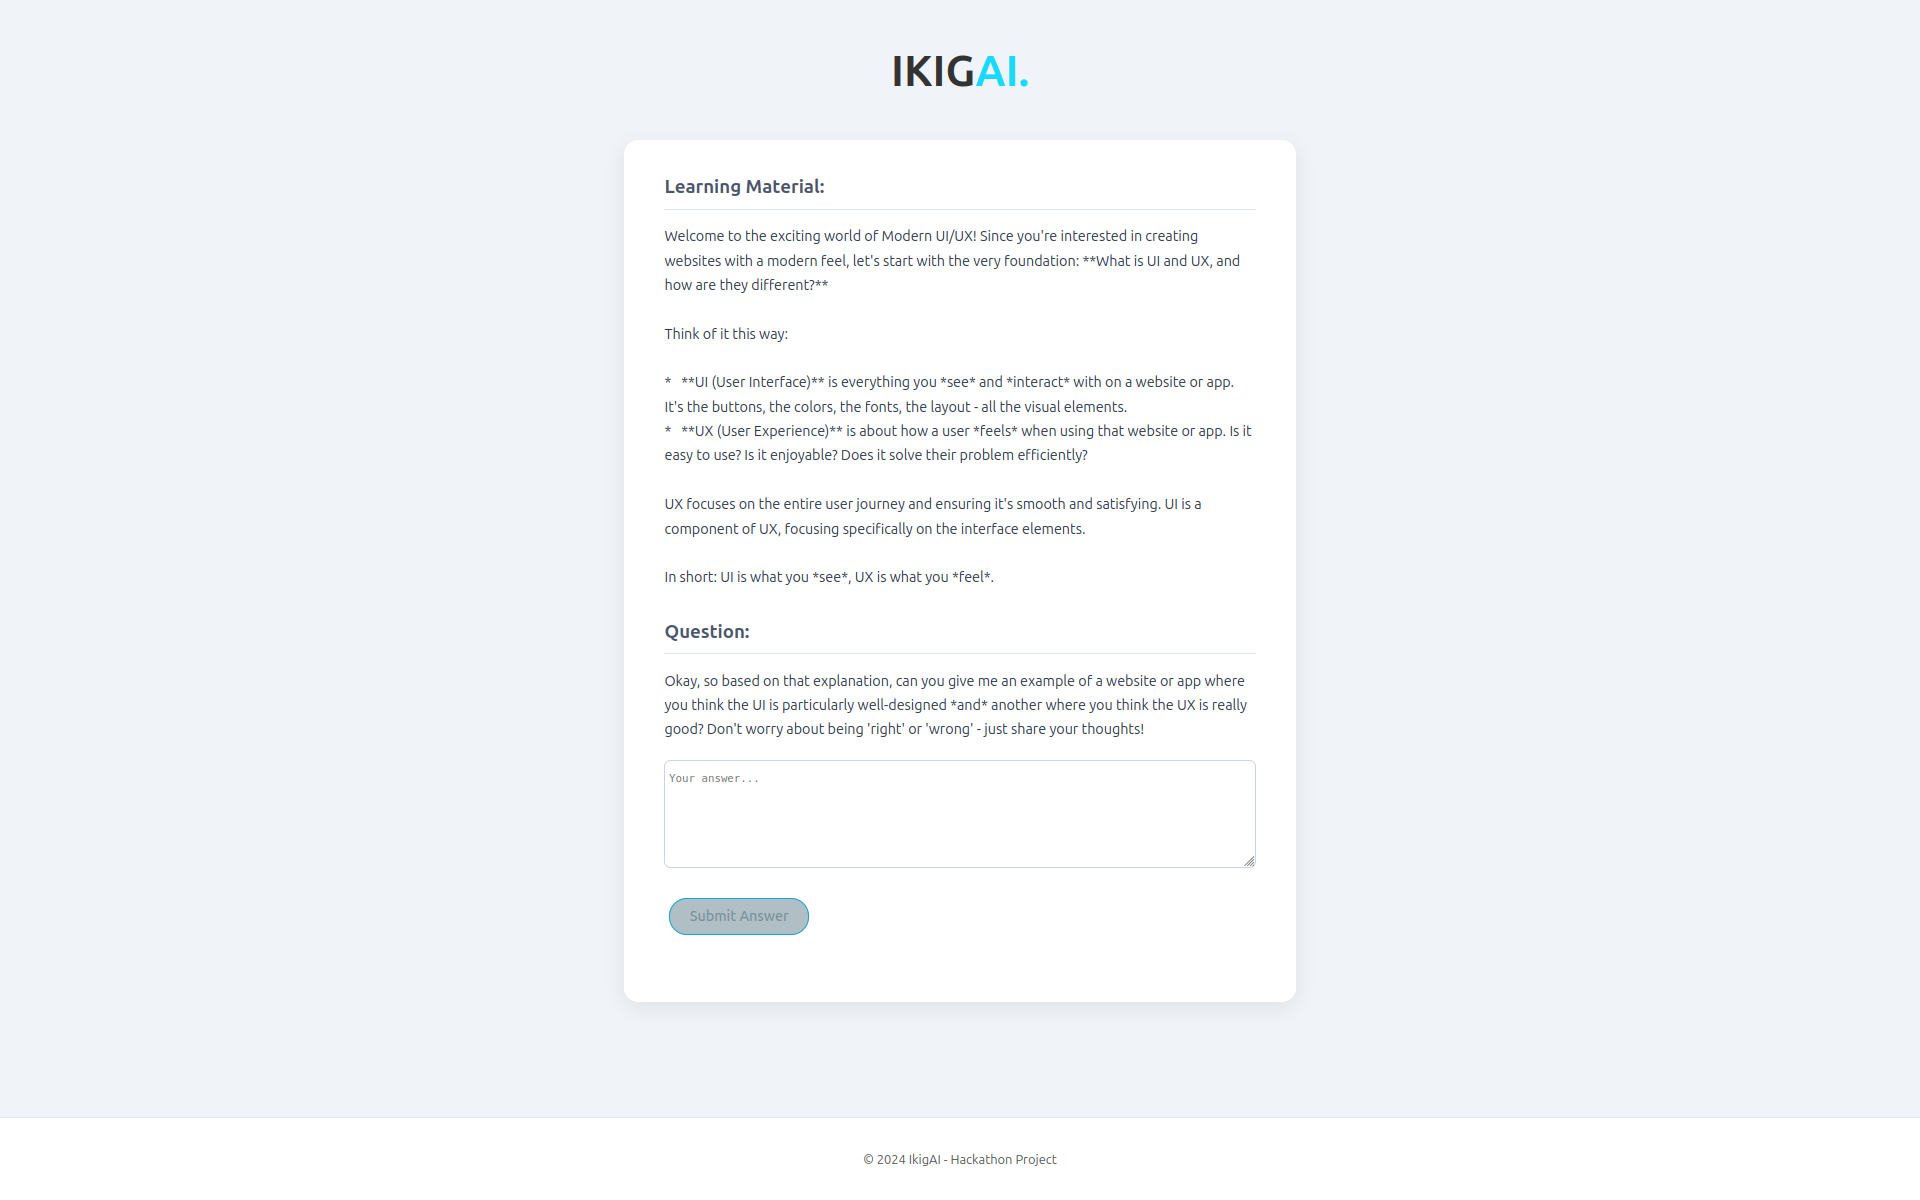 IKIGAI.
Learning Material:
Welcome to the exciting world of Modern UI/UX! Since you're interested in creating
websites with a modern feel, let's start with the very foundation: **What is UI and UX, and
how are they different?**
Think of it this way:
*   **UI (User Interface)** is everything you *see* and *interact* with on a website or app.
It's the buttons, the colors, the fonts, the layout - all the visual elements.
*   **UX (User Experience)** is about how a user *feels* when using that website or app. Is it
easy to use? Is it enjoyable? Does it solve their problem efficiently?
UX focuses on the entire user journey and ensuring it's smooth and satisfying. UI is a
component of UX, focusing specifically on the interface elements.
In short: UI is what you *see*, UX is what you *feel*.
Question:
Okay, so based on that explanation, can you give me an example of a website or app where
you think the UI is particularly well-designed *and* another where you think the UX is really
good? Don't worry about being 'right' or 'wrong' - just share your thoughts!
Your answer...
Submit Answer
© 2024 IkigAI - Hackathon Project